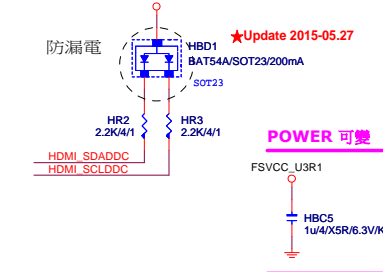 防漏電
HBD1
★Update 2015-05.27
BAT54A/SOT23/200mA
SOT23
HR2
2.2K/4/1
HR3
2.2K/4/1
HDMI_SDADDC
HDMI_SCLDDC
POWER 可變
FSVCC_U3R1
HBC5
1u/4/X5R/6.3V/K